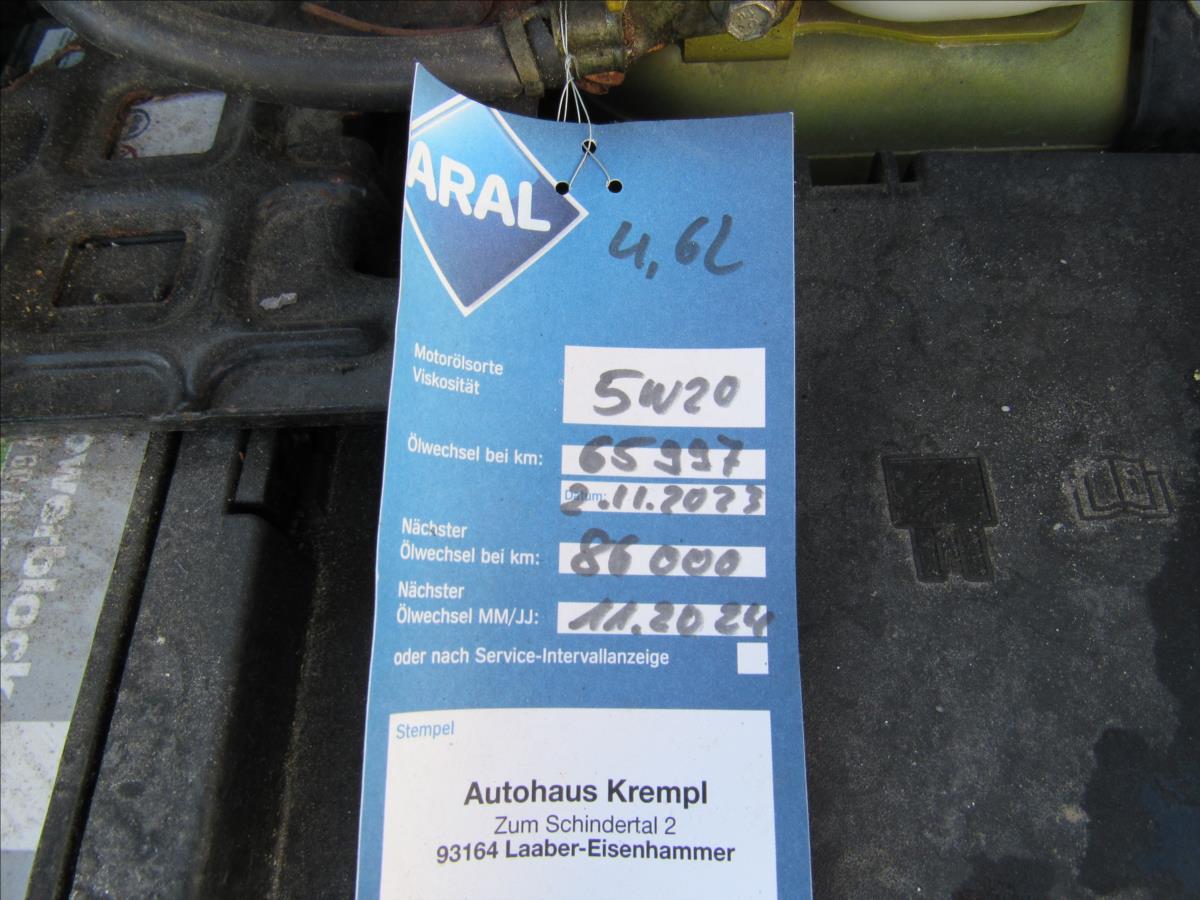 ARAL
4,6L
Motorölsorte
Viskosität
5W20
Ölwechsel bei km:
65997
Datum:
2.11.2023
Nächster
Ölwechsel bei km:
86000
Nächster
Ölwechsel MM/JJ:
11.2024
oder nach Service-Intervallanzeige
Stempel
Autohaus Krempl
Zum Schindertal 2
93164 Laaber-Eisenhammer
owerblock